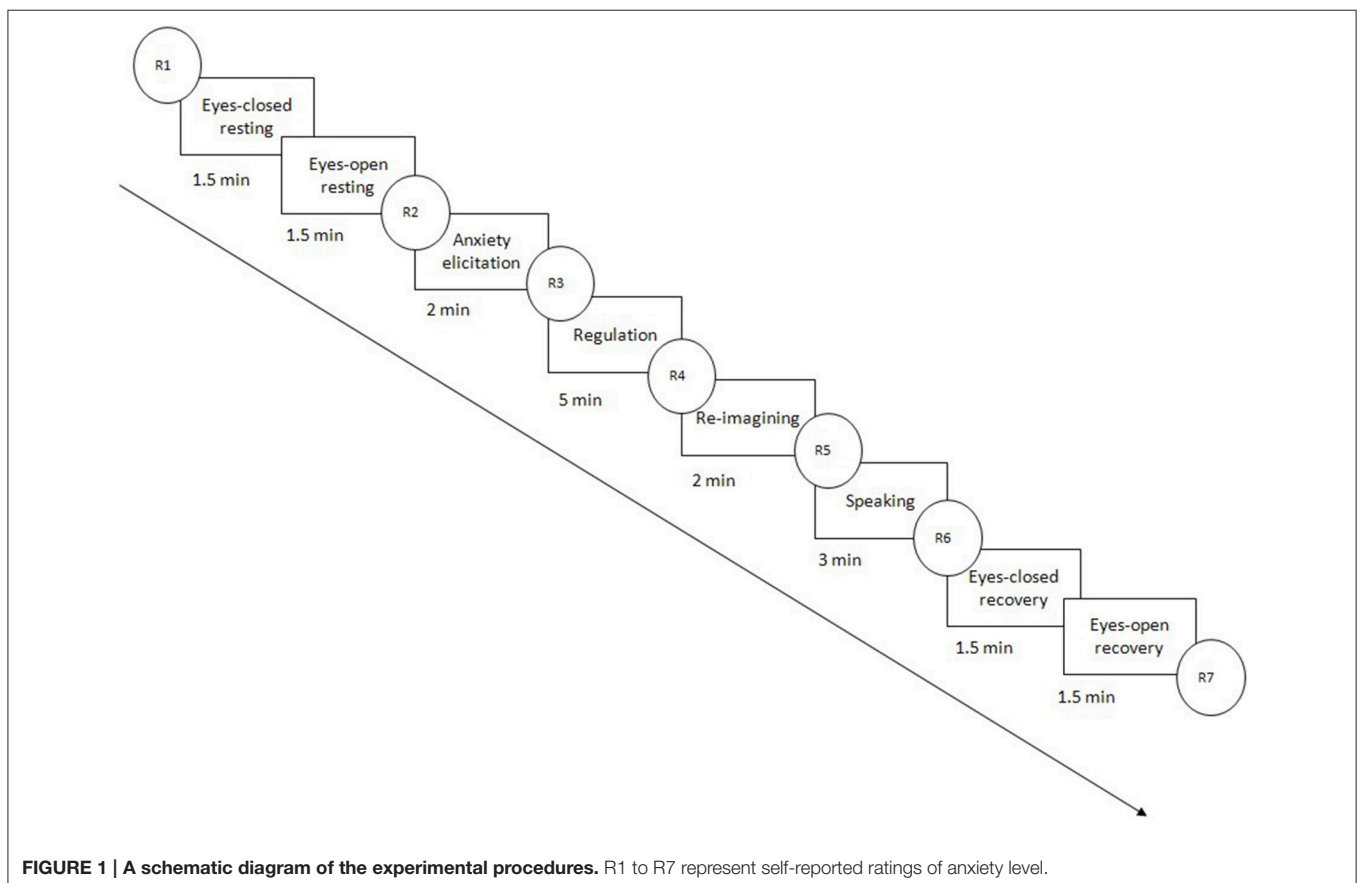 R1
Eyes-closed
resting
1.5 min
Eyes-open
resting
1.5 min
R2
Anxiety
elicitation
2 min
R3
Regulation
5 min
R4
Re-imagining
2 min
R5
Speaking
3 min
R6
Eyes-closed
recovery
1.5 min
Eyes-open
recovery
1.5 min
R7
FIGURE 1 | A schematic diagram of the experimental procedures. R1 to R7 represent self-reported ratings of anxiety level.